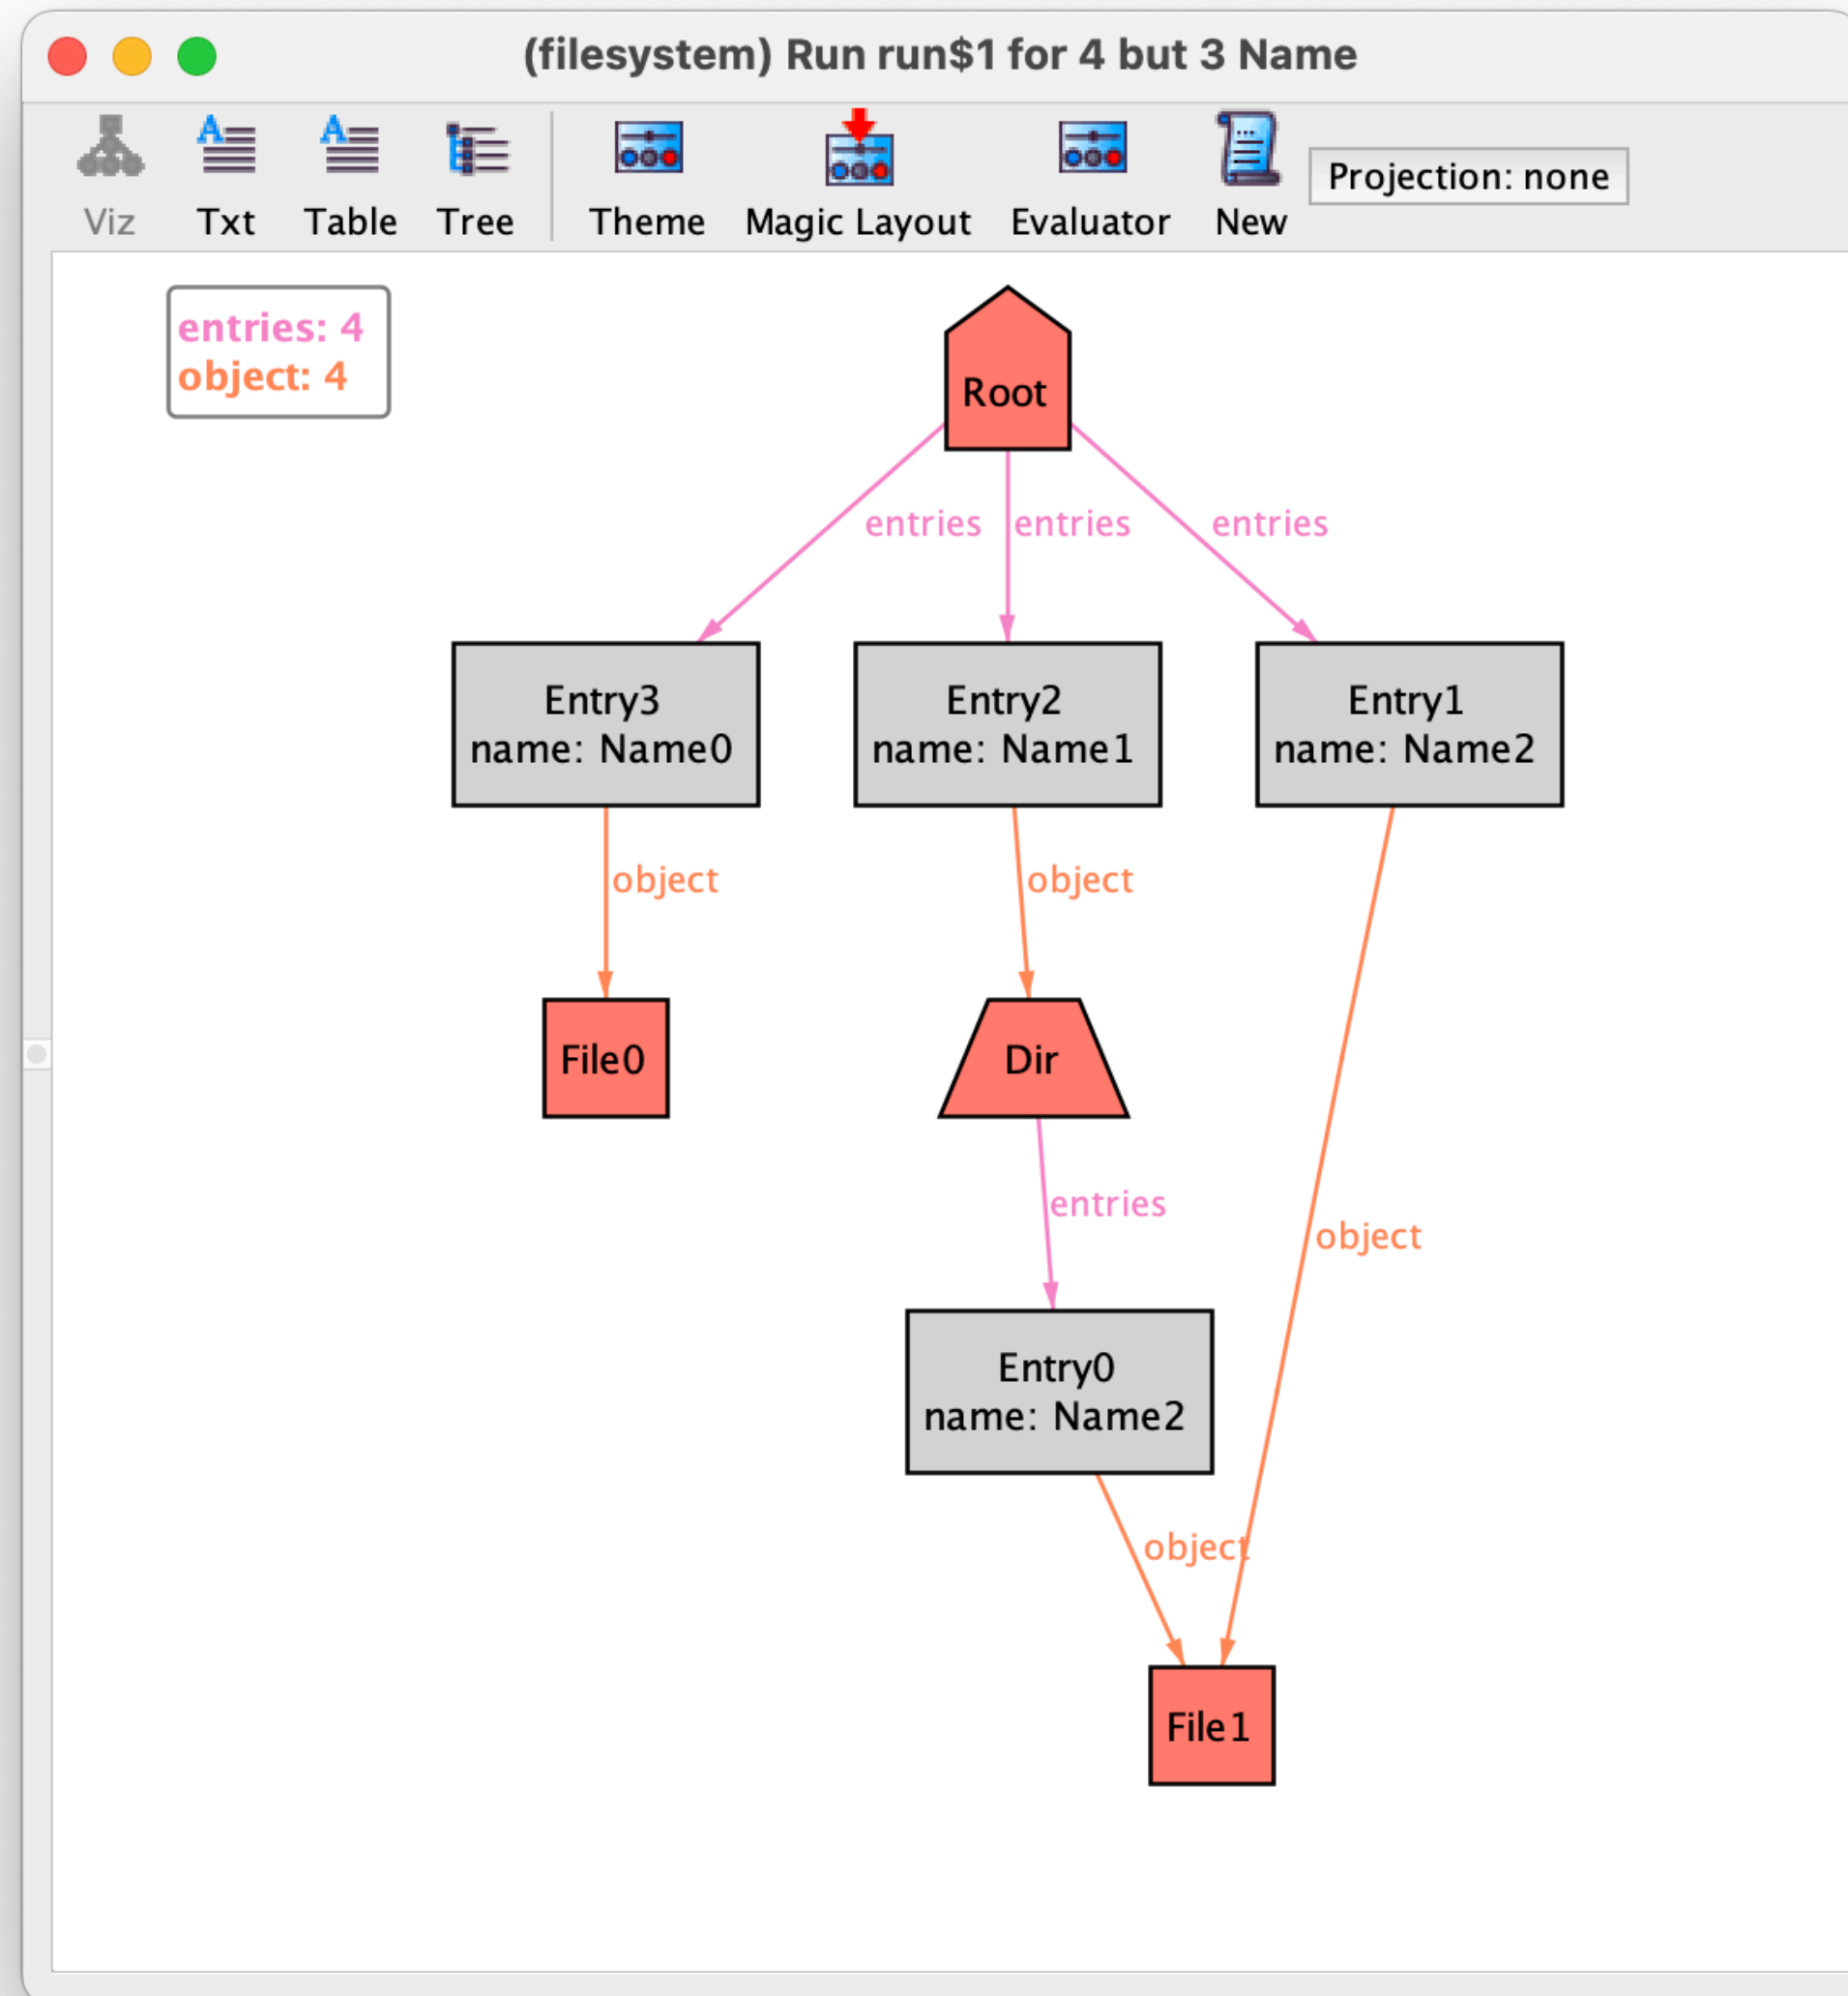 (filesystem) Run run$1 for 4 but 3 Name
Viz Txt Table Tree Theme Magic Layout Evaluator New Projection: none
entries: 4
object: 4
Root
entries entries entries
Entry3
name: Name0
Entry2
name: Name1
Entry1
name: Name2
object object
File0 Dir
entries
object
Entry0
name: Name2
object
File1